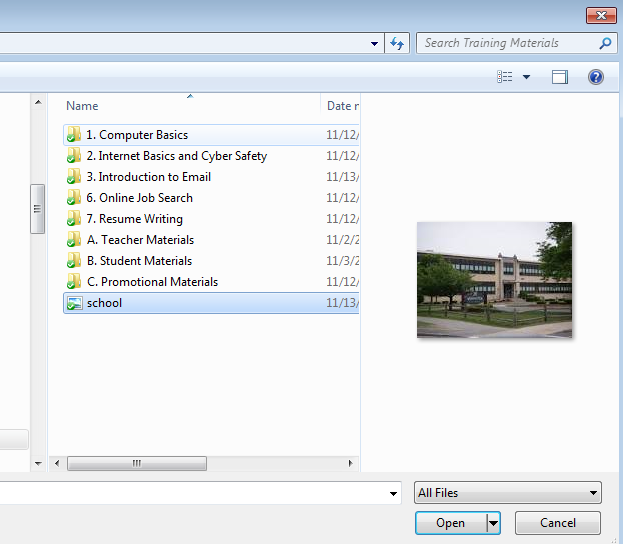 Search Training Materials
Name
Date r
1. Computer Basics
11/12/
2. Internet Basics and Cyber Safety
11/12/
3. Introduction to Email
11/13/
6. Online Job Search
11/12/
7. Resume Writing
11/12/
A. Teacher Materials
11/2/2
B. Student Materials
11/3/2
C. Promotional Materials
11/12/
school
11/13/
All Files
Open
Cancel